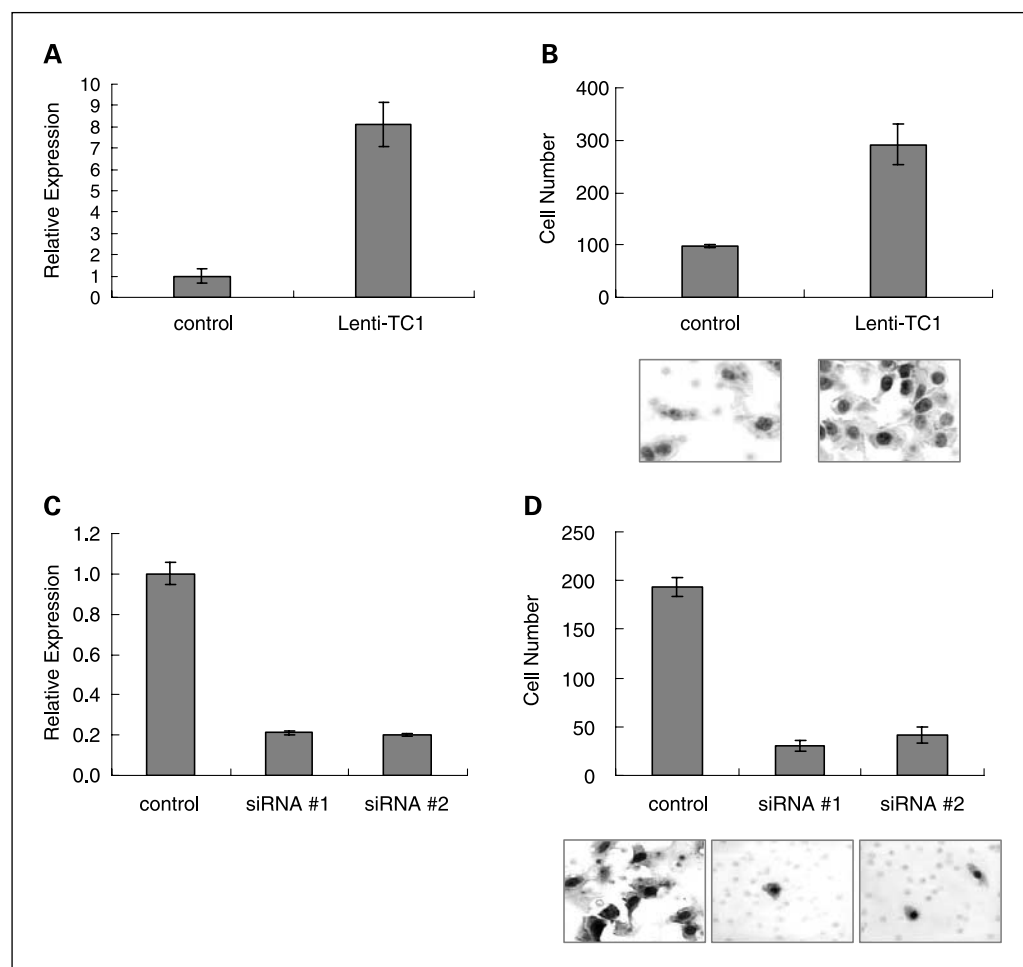 A
10
9
8
7
6
5
4
3
2
1
0
Relative Expression
control Lenti-TC1
B
400
300
200
100
0
Cell Number
control Lenti-TC1
C
1.2
1.0
0.8
0.6
0.4
0.2
0.0
Relative Expression
control siRNA #1 siRNA #2
D
250
200
150
100
50
0
Cell Number
control siRNA #1 siRNA #2